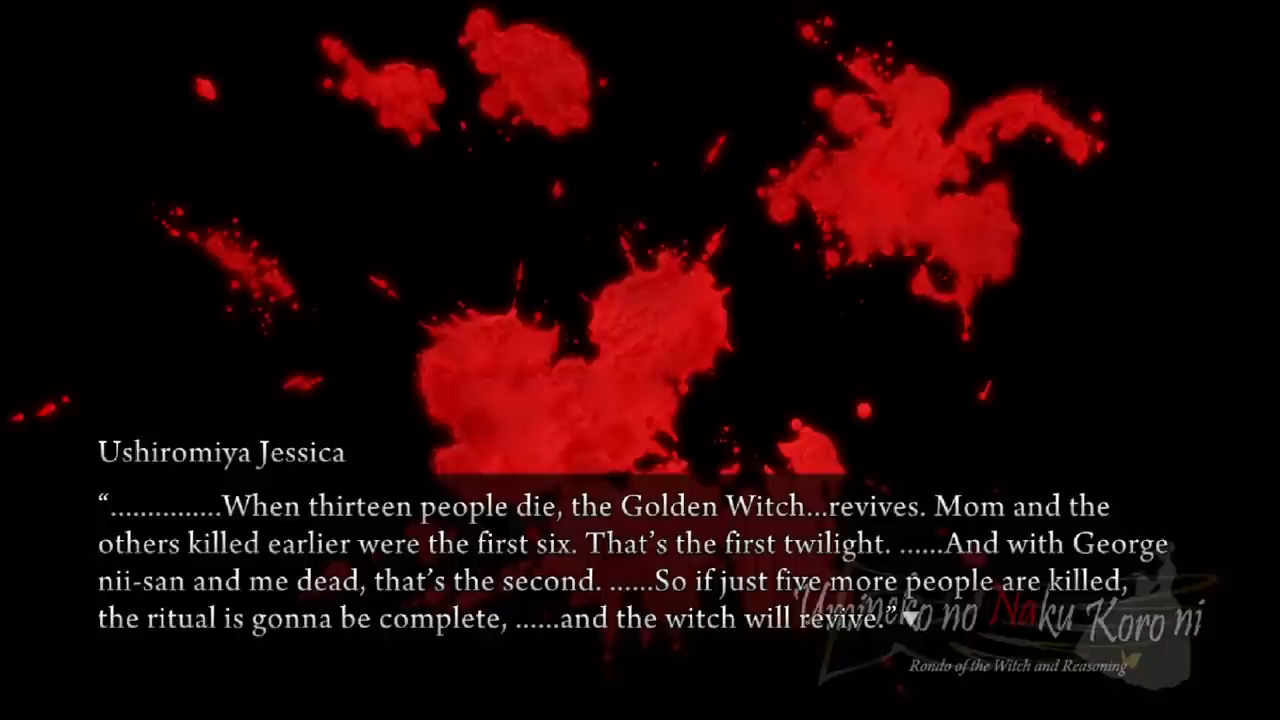 Ushiromiya Jessica
“...............When thirteen people die, the Golden Witch...revives. Mom and the
others killed earlier were the first six. That’s the first twilight. ......And with George
nii-san and me dead, that’s the second. ......So if just five more people are killed,
the ritual is gonna be complete, ......and the witch will revive.”
Umineko no Naku Koro ni
Rondo of the Witch and Reasoning